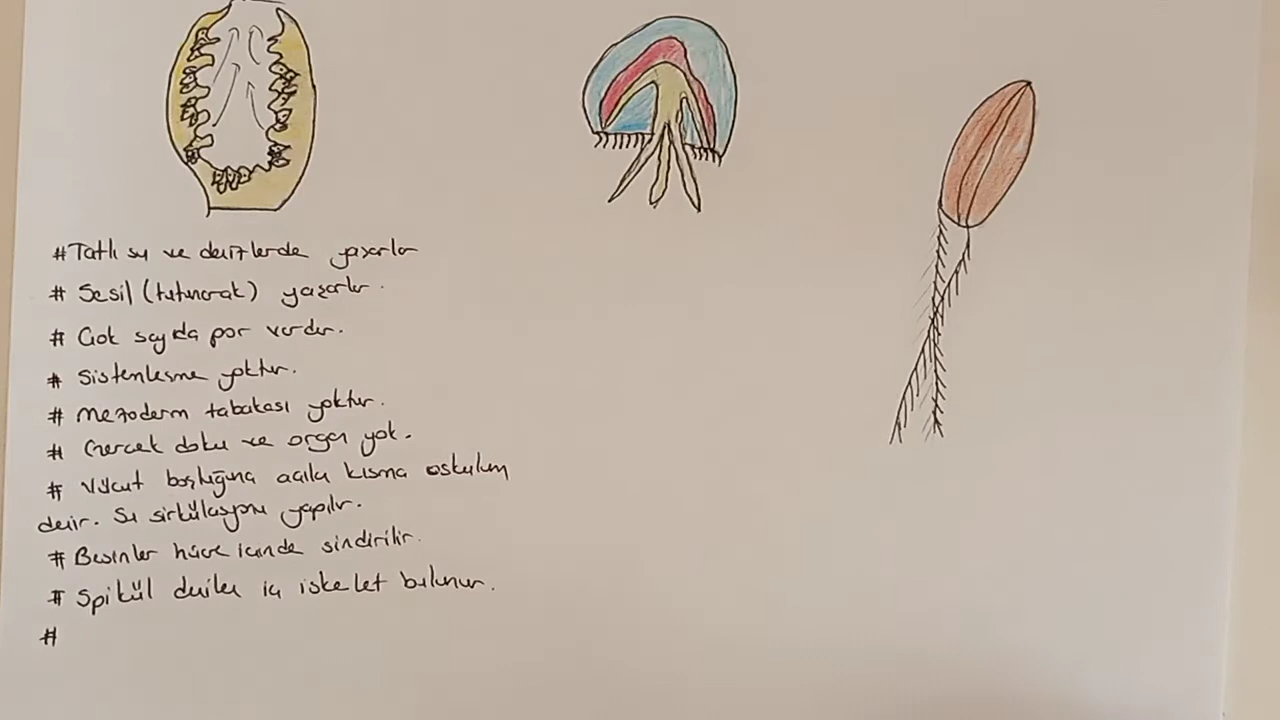 # Tatlı su ve denizlerde yaşarlar
# Sesil (tutunarak) yaşarlar.
# Çok sayıda por vardır.
# Sistemleşme yoktur.
# Mezoderm tabakası yoktur.
# Gerçek doku ve organ yok.
# Vücut boşluğuna açılan kısma oskulum
denir. Su sirkülasyonu yapılır.
# Besinler hücre içinde sindirilir.
# Spikül denilen iç iskelet bulunur.
#